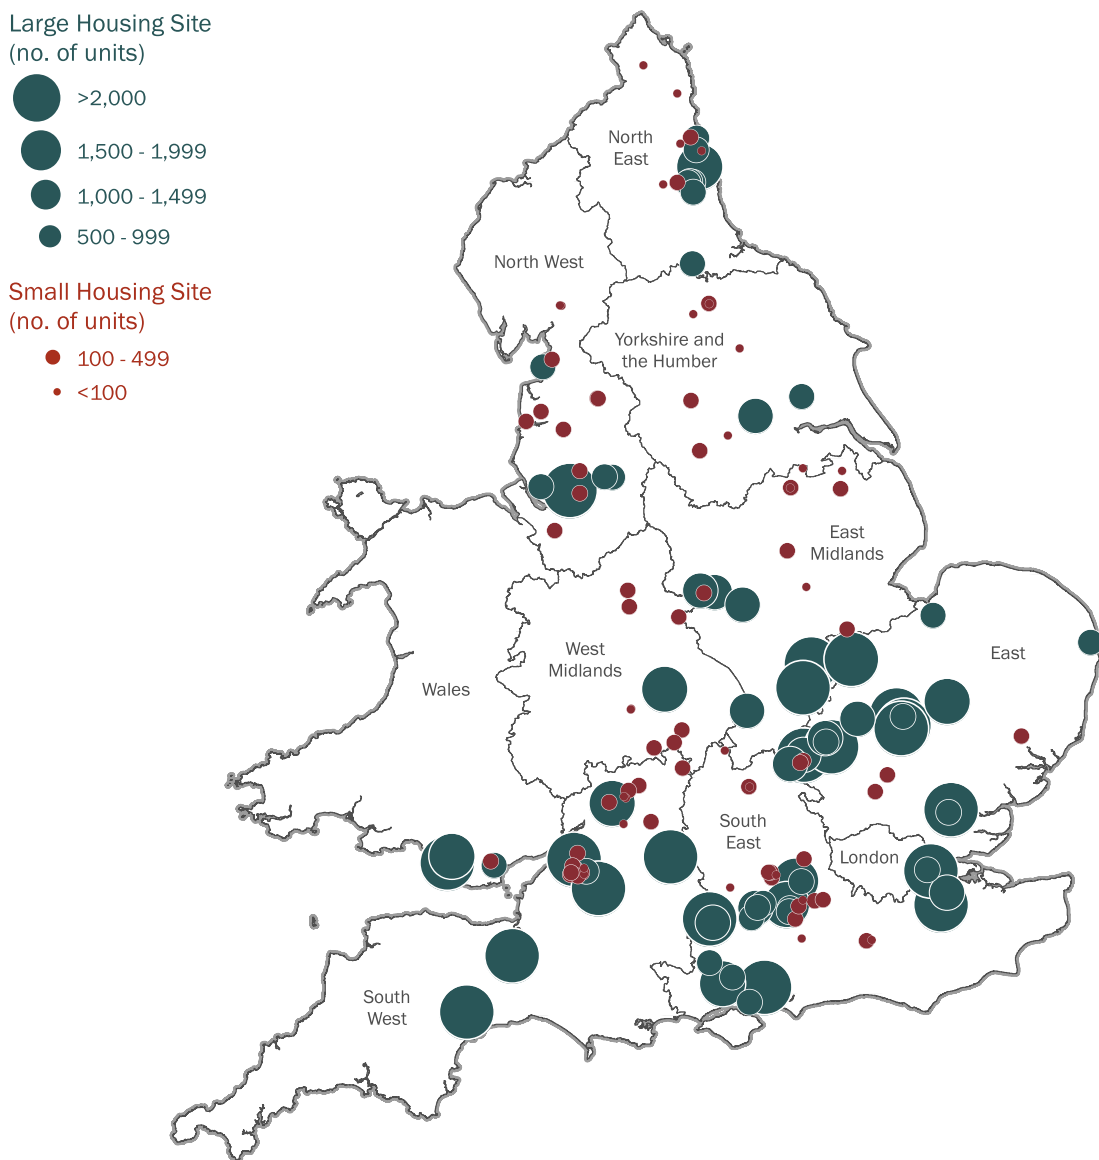 Large Housing Site
(no. of units)
>2,000
1,500 - 1,999
1,000 - 1,499
500 - 999
Small Housing Site
(no. of units)
100 - 499
<100
North
East
North West
Yorkshire and
the Humber
East
Midlands
West
Midlands
East
Wales
South
East
London
South
West